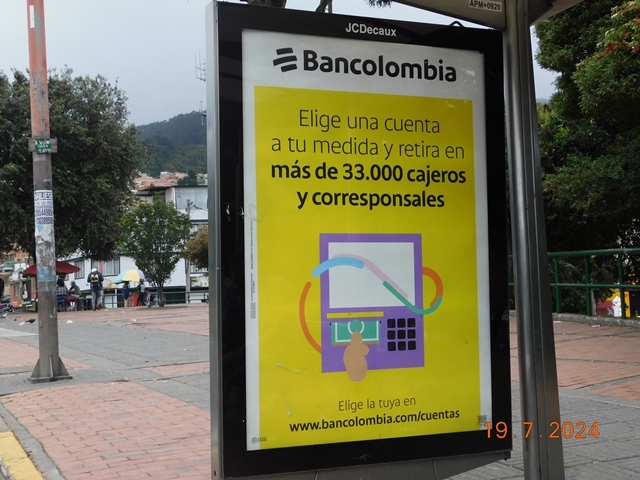 APM+0920
JCDecaux
Bancolombia
Elige una cuenta
a tu medida y retira en
más de 33.000 cajeros
y corresponsales
Elige la tuya en
www.bancolombia.com/cuentas
19.7.2024